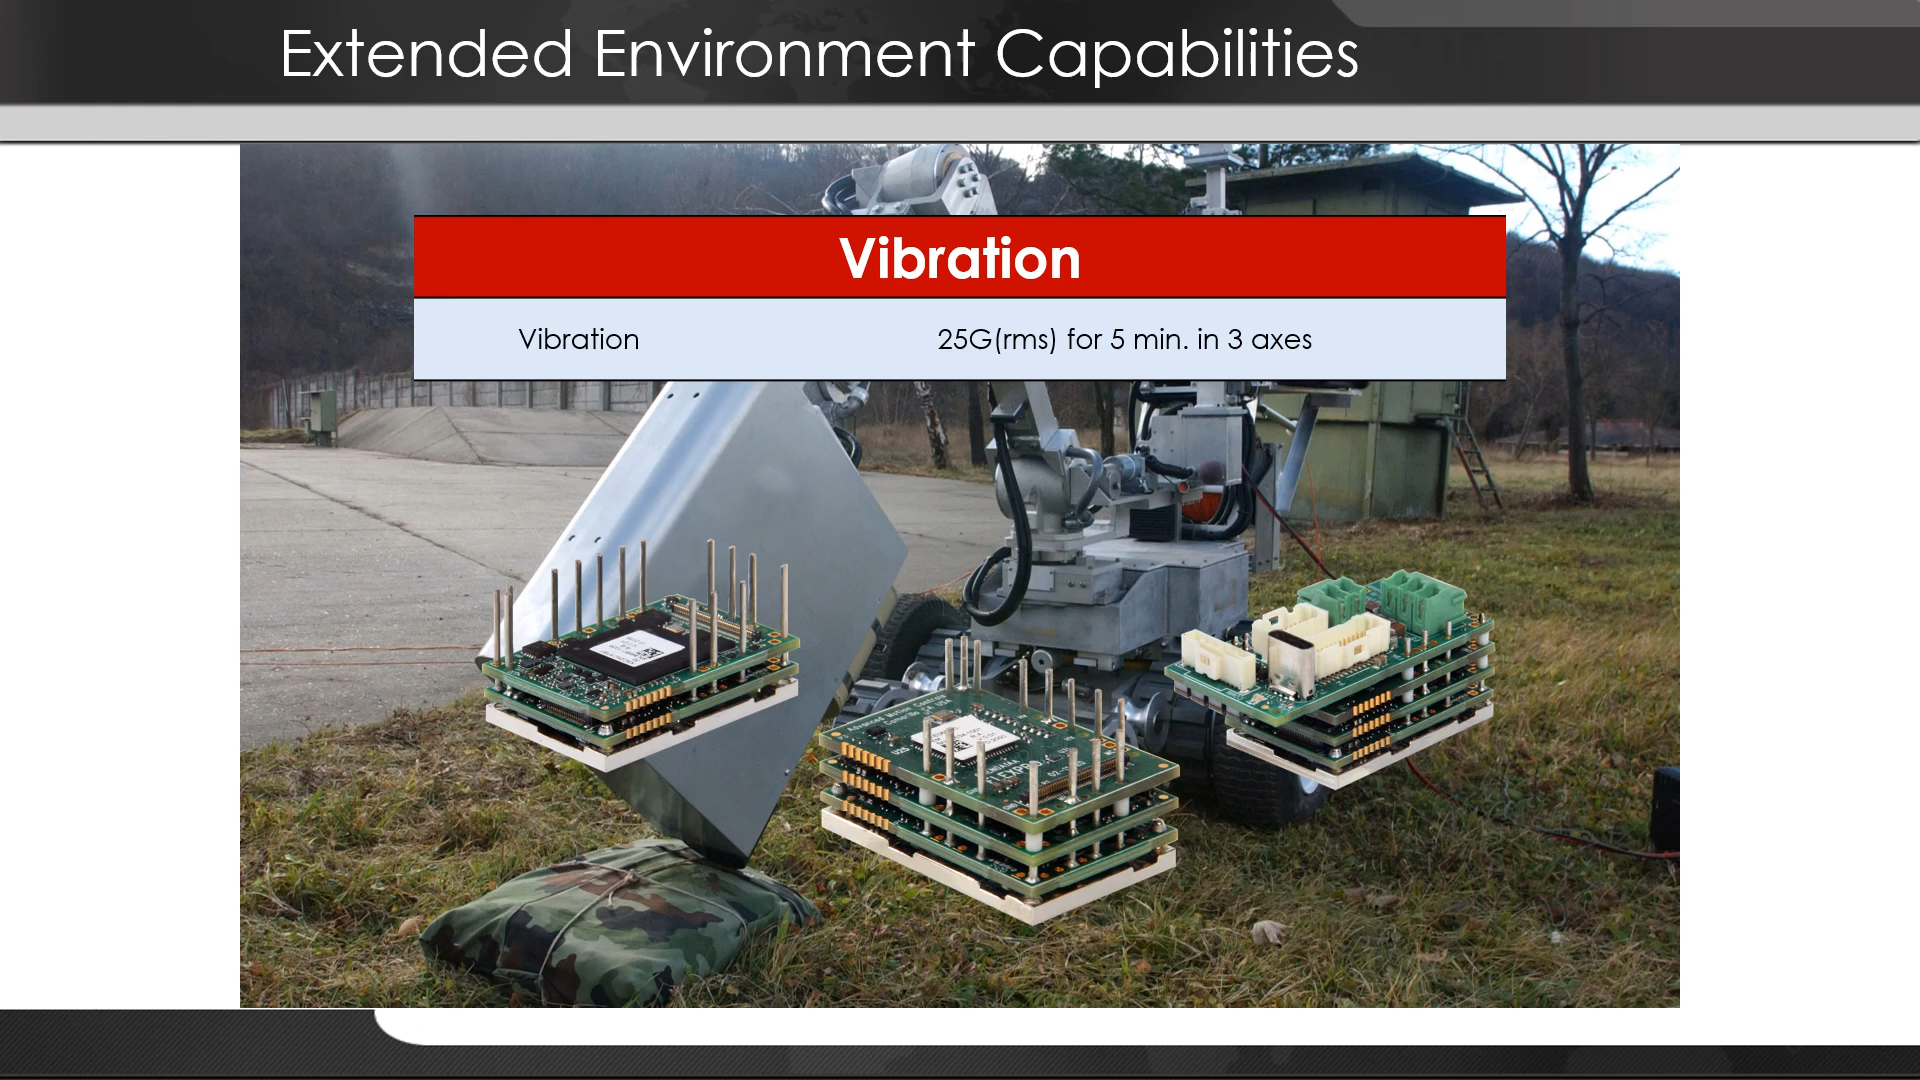 Extended Environment Capabilities
Vibration
Vibration 25G(rms) for 5 min. in 3 axes